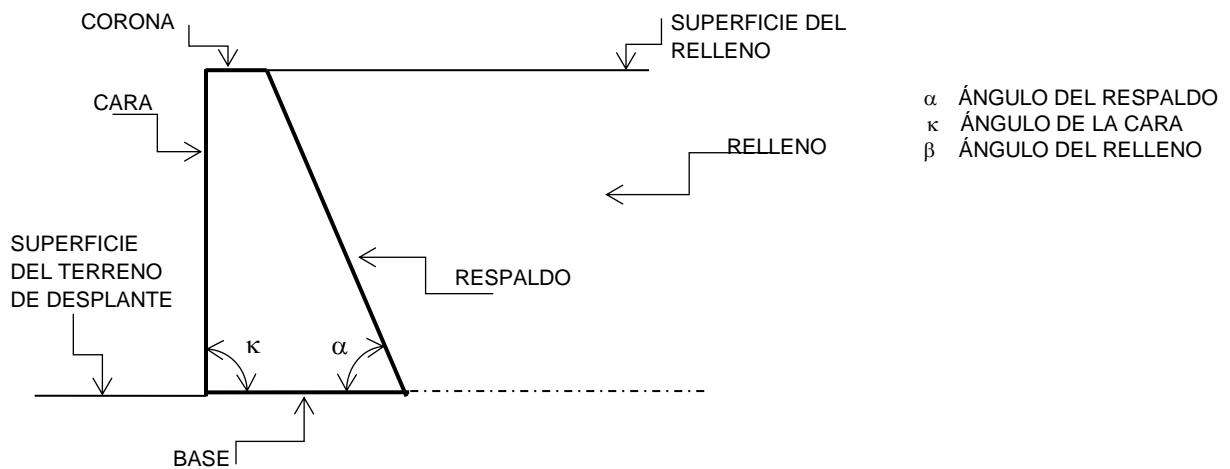 CORONA
SUPERFICIE DEL
RELLENO
CARA
α ÁNGULO DEL RESPALDO
κ ÁNGULO DE LA CARA
β ÁNGULO DEL RELLENO
RELLENO
SUPERFICIE
DEL TERRENO
DE DESPLANTE
RESPALDO
κ
α
BASE